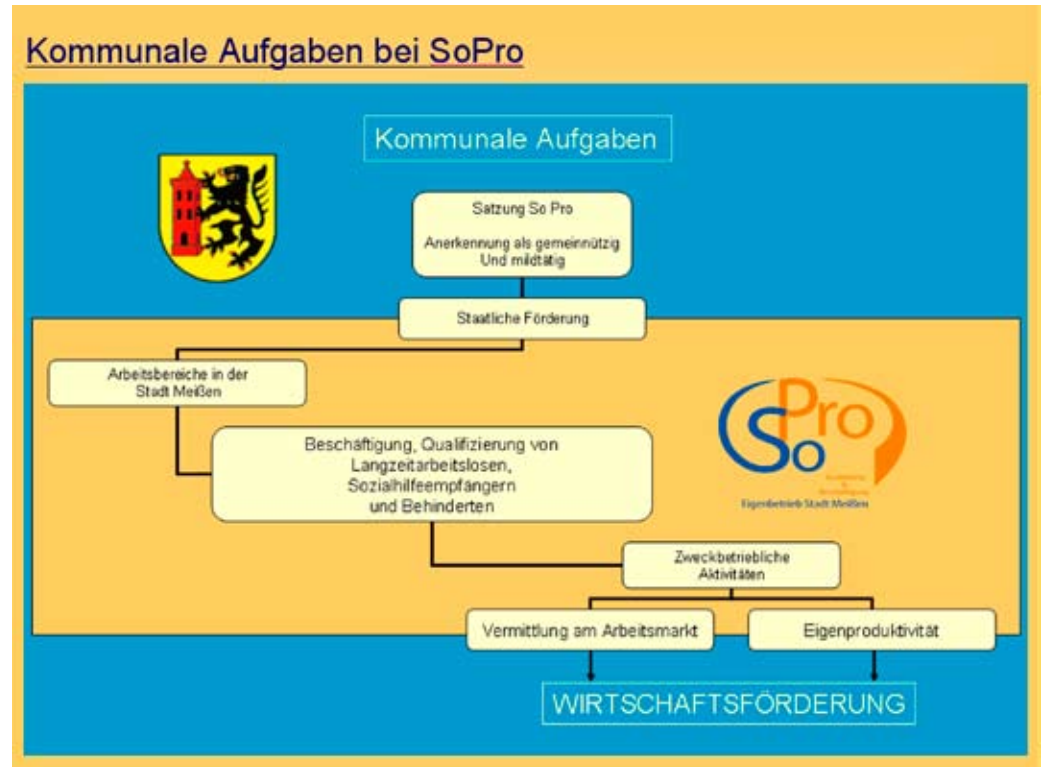 Kommunale Aufgaben bei SoPro
Kommunale Aufgaben
Satzung So Pro
Anerkennung als gemeinnützig
Und mildtätig
Staatliche Förderung
Arbeitsbereiche in der
Stadt Meißen
Beschäftigung, Qualifizierung von
Langzeitarbeitslosen,
Sozialhilfeempfängern
und Behinderten
So Pro
Eigenbetrieb Stadt Meißen
Zweckbetriebliche
Aktivitäten
Vermittlung am Arbeitsmarkt
Eigenproduktivität
WIRTSCHAFTSFÖRDERUNG